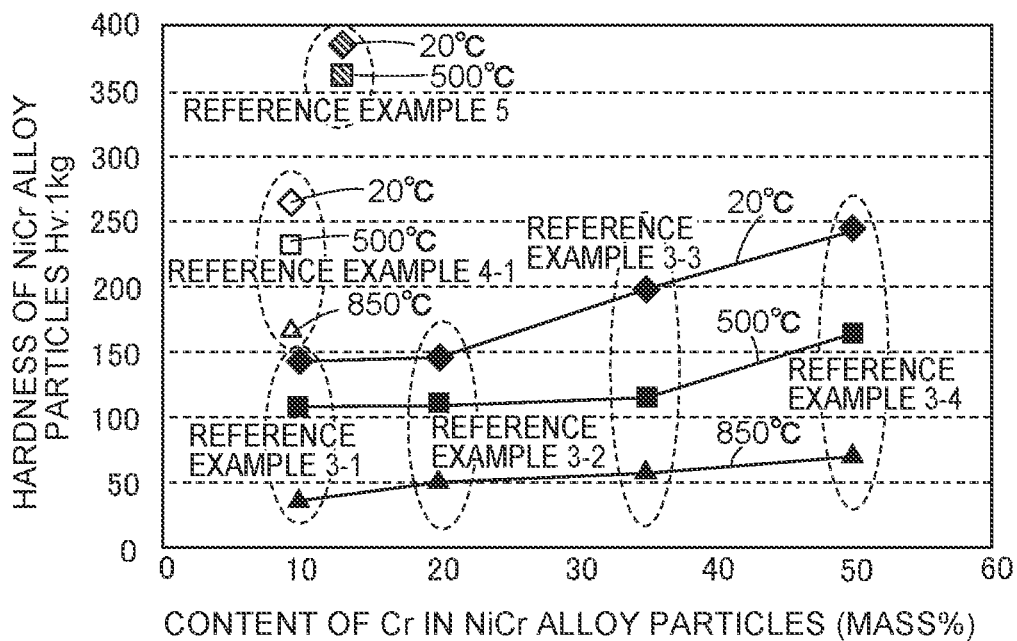 HARDNESS OF NiCr ALLOY
PARTICLES Hv:1kg
400
350
300
250
200
150
100
50
0
20℃
500℃
REFERENCE EXAMPLE 5
20℃
500℃
REFERENCE EXAMPLE 4-1
850℃
REFERENCE
EXAMPLE 3-3
20℃
500℃
REFERENCE
EXAMPLE 3-4
REFERENCE
EXAMPLE 3-1
REFERENCE
EXAMPLE 3-2
850℃
0 10 20 30 40 50 60
CONTENT OF Cr IN NiCr ALLOY PARTICLES (MASS%)